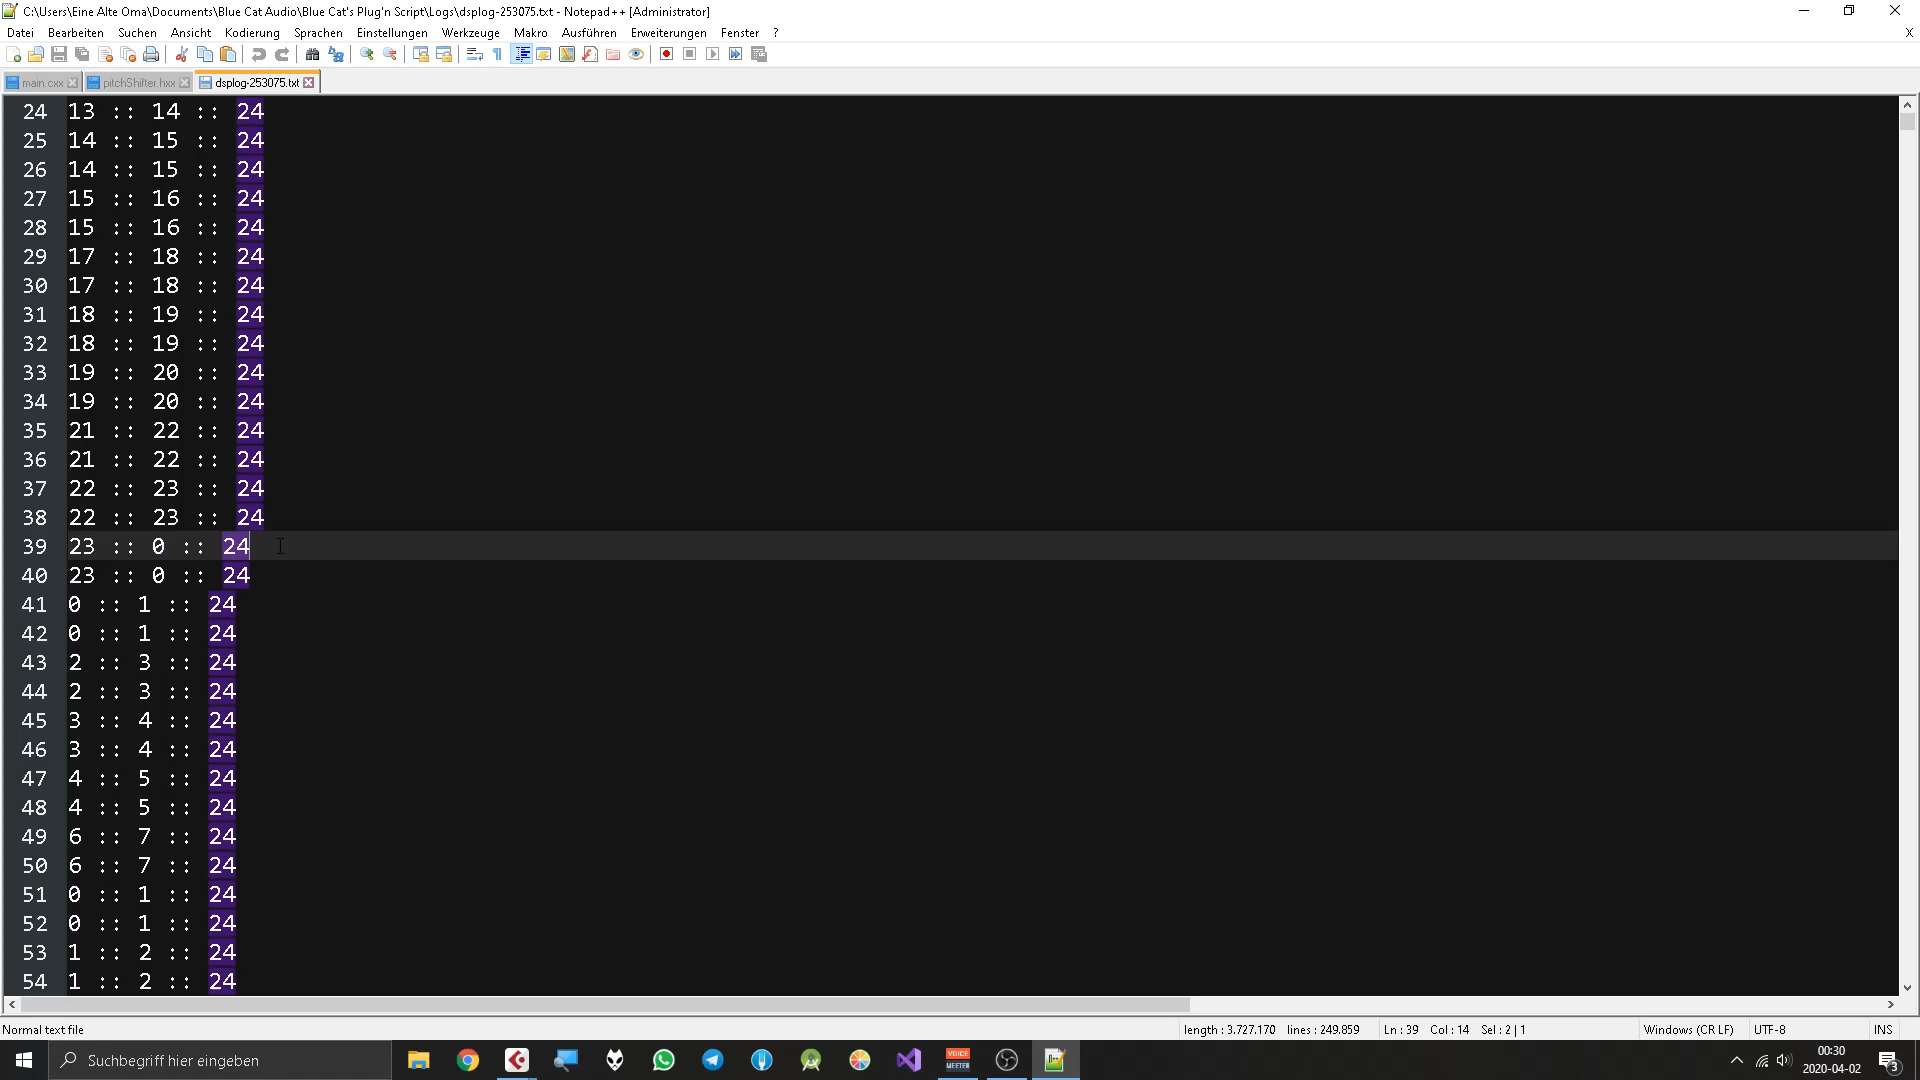 C:\Users\Eine Alte Oma\Documents\Blue Cat Audio\Blue Cat's Plug'n Script\Logs\dsplog-253075.txt - Notepad++ [Administrator]
Datei Bearbeiten Suchen Ansicht Kodierung Sprachen Einstellungen Werkzeuge Makro Ausführen Erweiterungen Fenster ? X
main.cxx pitchShifter.hxx dsplog-253075.txt
24 13 :: 14 :: 24
25 14 :: 15 :: 24
26 14 :: 15 :: 24
27 15 :: 16 :: 24
28 15 :: 16 :: 24
29 17 :: 18 :: 24
30 17 :: 18 :: 24
31 18 :: 19 :: 24
32 18 :: 19 :: 24
33 19 :: 20 :: 24
34 19 :: 20 :: 24
35 21 :: 22 :: 24
36 21 :: 22 :: 24
37 22 :: 23 :: 24
38 22 :: 23 :: 24
39 23 :: 0 :: 24
40 23 :: 0 :: 24
41 0 :: 1 :: 24
42 0 :: 1 :: 24
43 2 :: 3 :: 24
44 2 :: 3 :: 24
45 3 :: 4 :: 24
46 3 :: 4 :: 24
47 4 :: 5 :: 24
48 4 :: 5 :: 24
49 6 :: 7 :: 24
50 6 :: 7 :: 24
51 0 :: 1 :: 24
52 0 :: 1 :: 24
53 1 :: 2 :: 24
54 1 :: 2 :: 24
Normal text file length : 3.727.170 lines : 249.859 Ln : 39 Col : 14 Sel : 2 | 1 Windows (CR LF) UTF-8 INS
Suchbegriff hier eingeben VOICE MEETER 00:30
2020-04-02 3